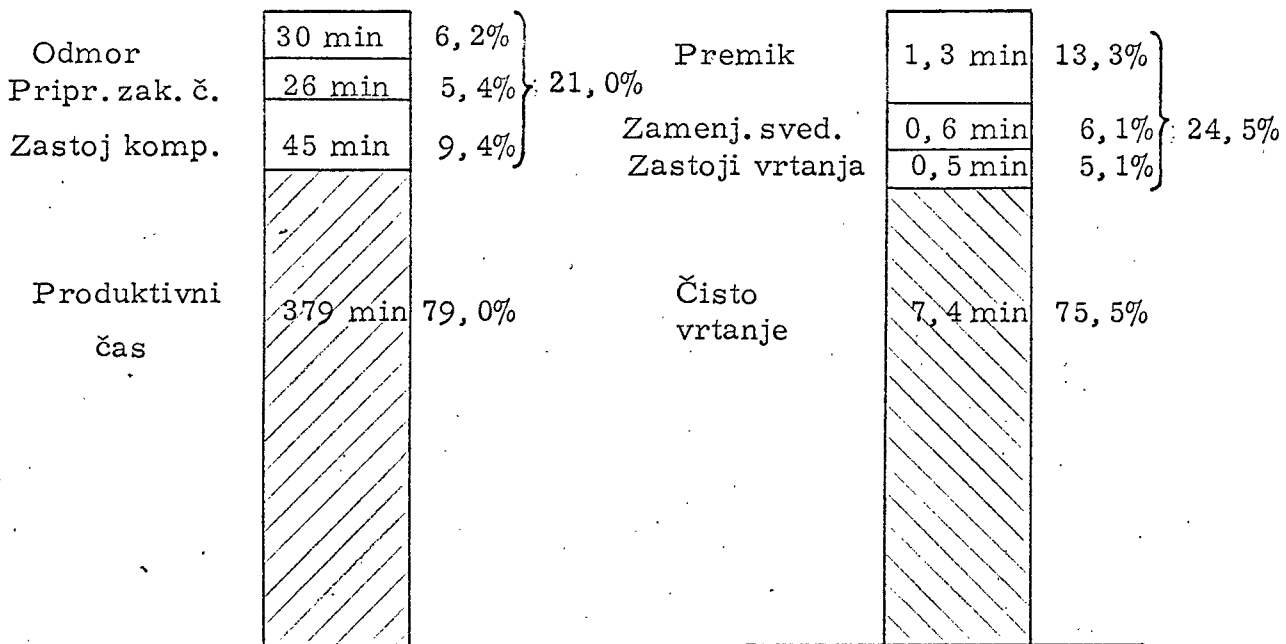 Odmor 30 min 6,2%
Pripr. zak. č. 26 min 5,4% 21,0%
Zastoj komp. 45 min 9,4%
Produktivni 379 min 79,0%
čas
Premik 1,3 min 13,3%
Zamenj. sved. 0,6 min 6,1% 24,5%
Zastoji vrtanja 0,5 min 5,1%
Čisto
vrtanje 7,4 min 75,5%